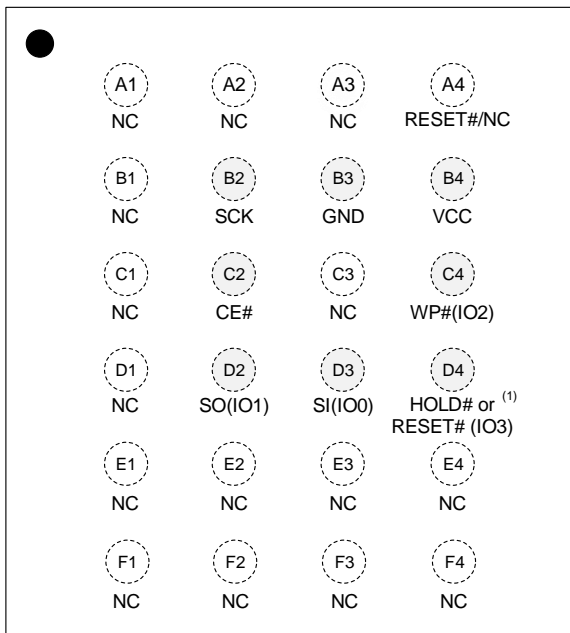 A1 A2 A3 A4
NC NC NC RESET#/NC
B1 B2 B3 B4
NC SCK GND VCC
C1 C2 C3 C4
NC CE# NC WP#(IO2)
D1 D2 D3 D4
NC SO(IO1) SI(IO0) HOLD# or (1)
RESET# (IO3)
E1 E2 E3 E4
NC NC NC NC
F1 F2 F3 F4
NC NC NC NC